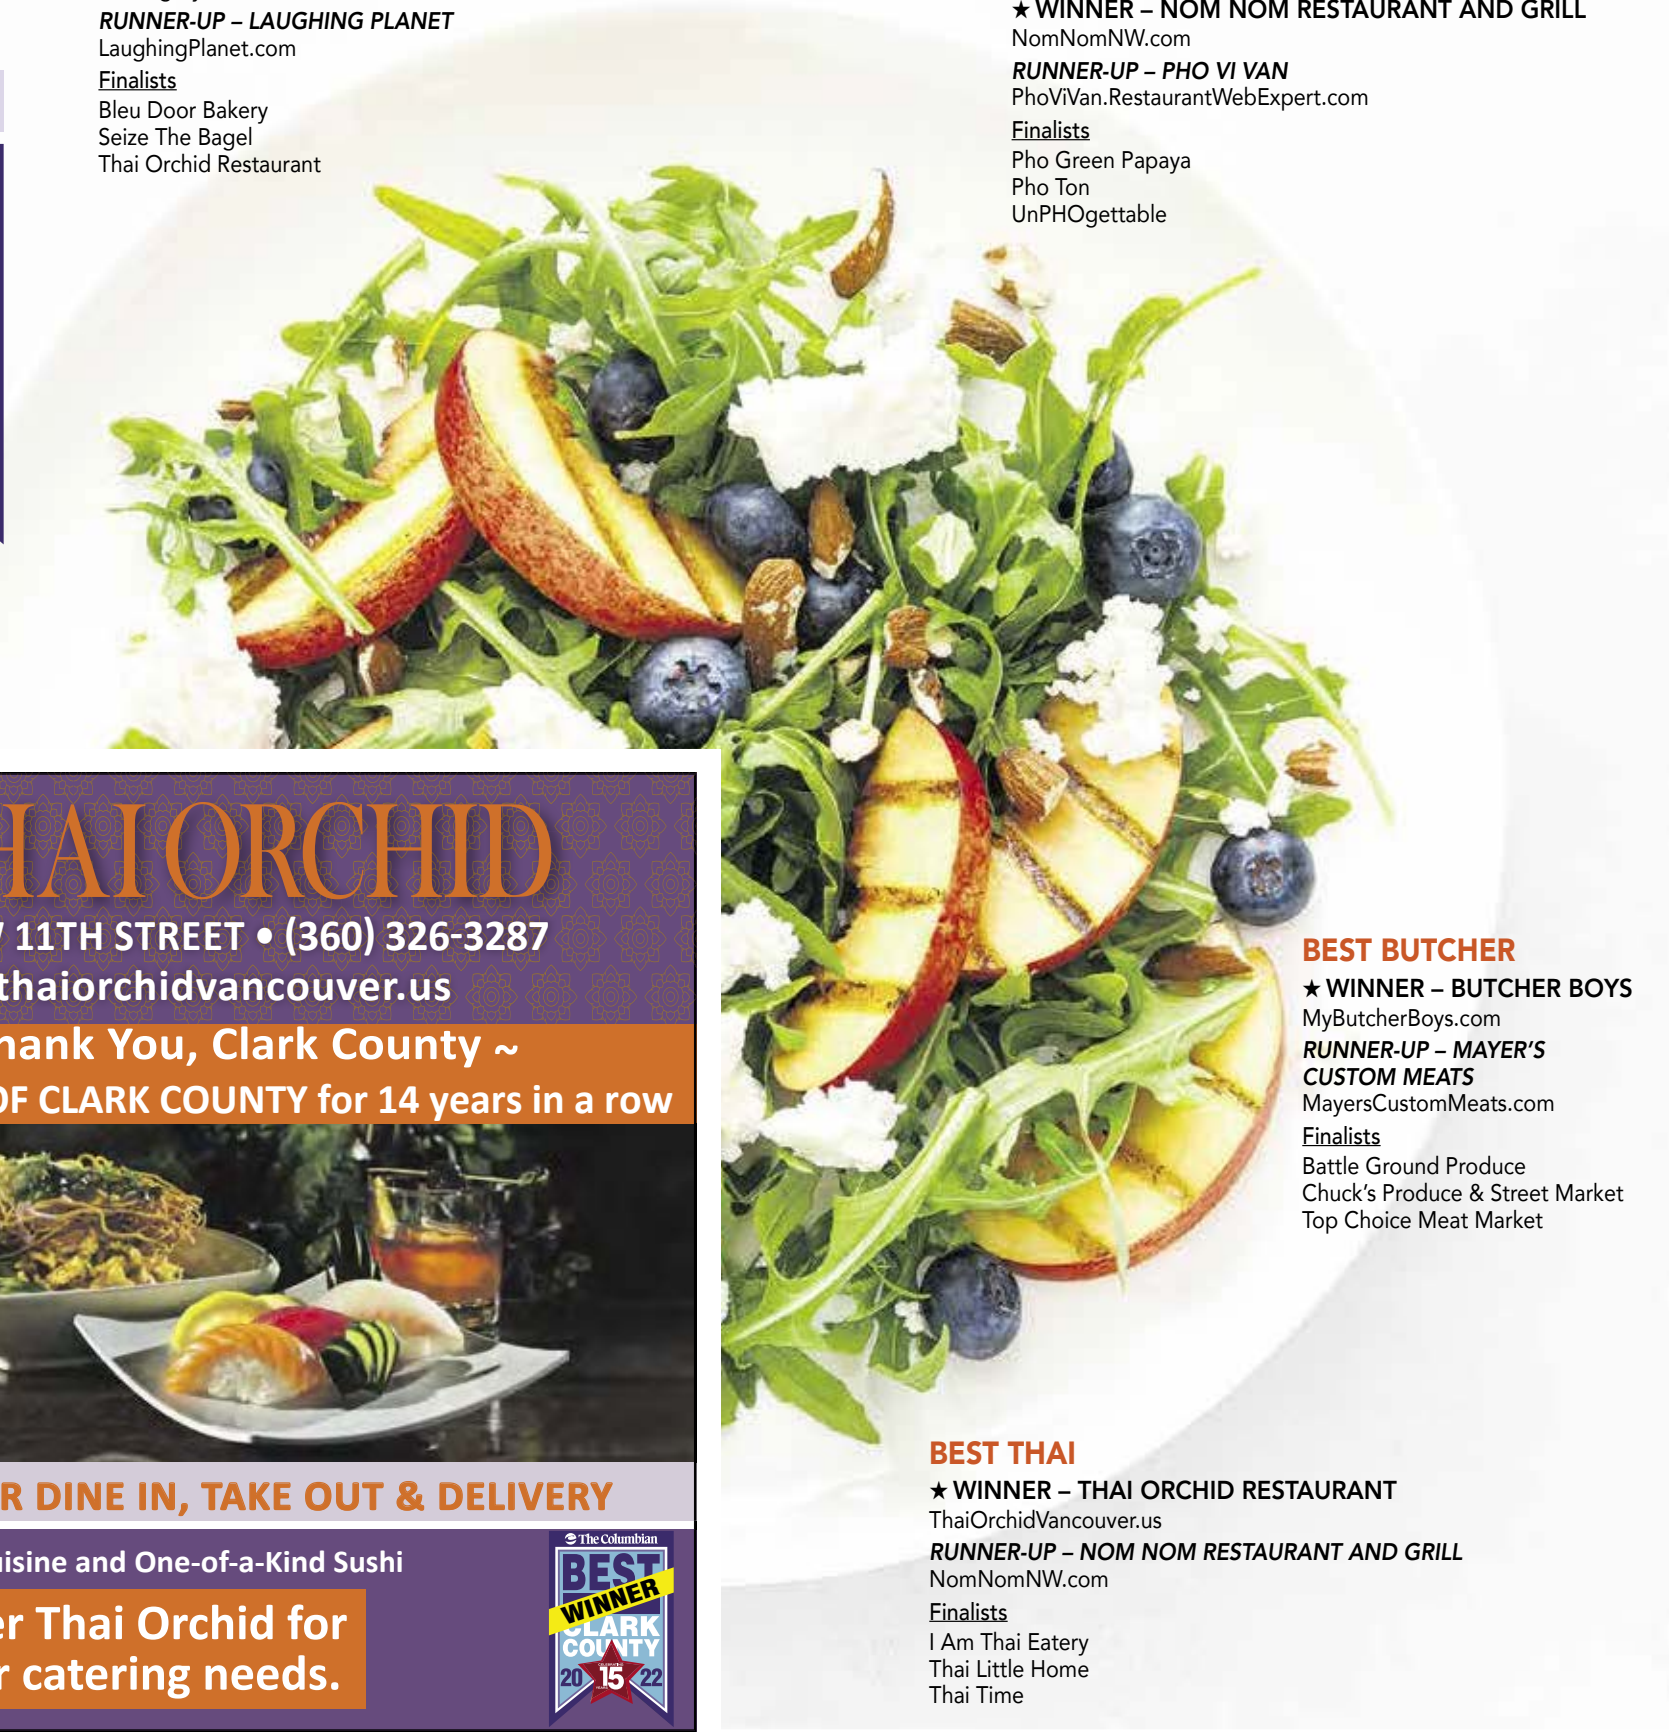 RUNNER-UP – LAUGHING PLANET
LaughingPlanet.com
Finalists
Bleu Door Bakery
Seize The Bagel
Thai Orchid Restaurant
★ WINNER – NOM NOM RESTAURANT AND GRILL
NomNomNW.com
RUNNER-UP – PHO VI VAN
PhoViVan.RestaurantWebExpert.com
Finalists
Pho Green Papaya
Pho Ton
UnPHOgettable
HAI ORCHID
11TH STREET • (360) 326-3287
thaiorchidvancouver.us
hank You, Clark County ~
OF CLARK COUNTY for 14 years in a row
R DINE IN, TAKE OUT & DELIVERY
isine and One-of-a-Kind Sushi
er Thai Orchid for
r catering needs.
The Columbian
BEST
WINNER
CLARK
COUNTY
CELEBRATING
20 15 22
YEARS
BEST BUTCHER
★ WINNER – BUTCHER BOYS
MyButcherBoys.com
RUNNER-UP – MAYER'S
CUSTOM MEATS
MayersCustomMeats.com
Finalists
Battle Ground Produce
Chuck's Produce & Street Market
Top Choice Meat Market
BEST THAI
★ WINNER – THAI ORCHID RESTAURANT
ThaiOrchidVancouver.us
RUNNER-UP – NOM NOM RESTAURANT AND GRILL
NomNomNW.com
Finalists
I Am Thai Eatery
Thai Little Home
Thai Time